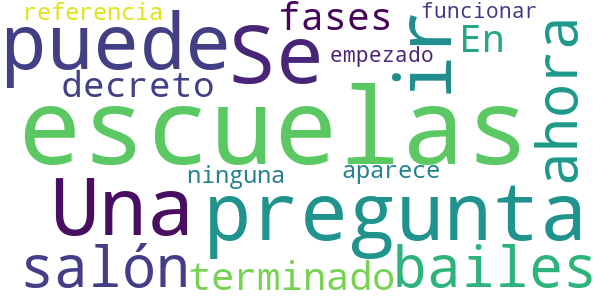 referencia
fases
funcionar
puede
Se
ir
En
empezado
ahora
decreto
escuelas
ninguna
aparece
Una
pregunta
salón
terminado
bailes